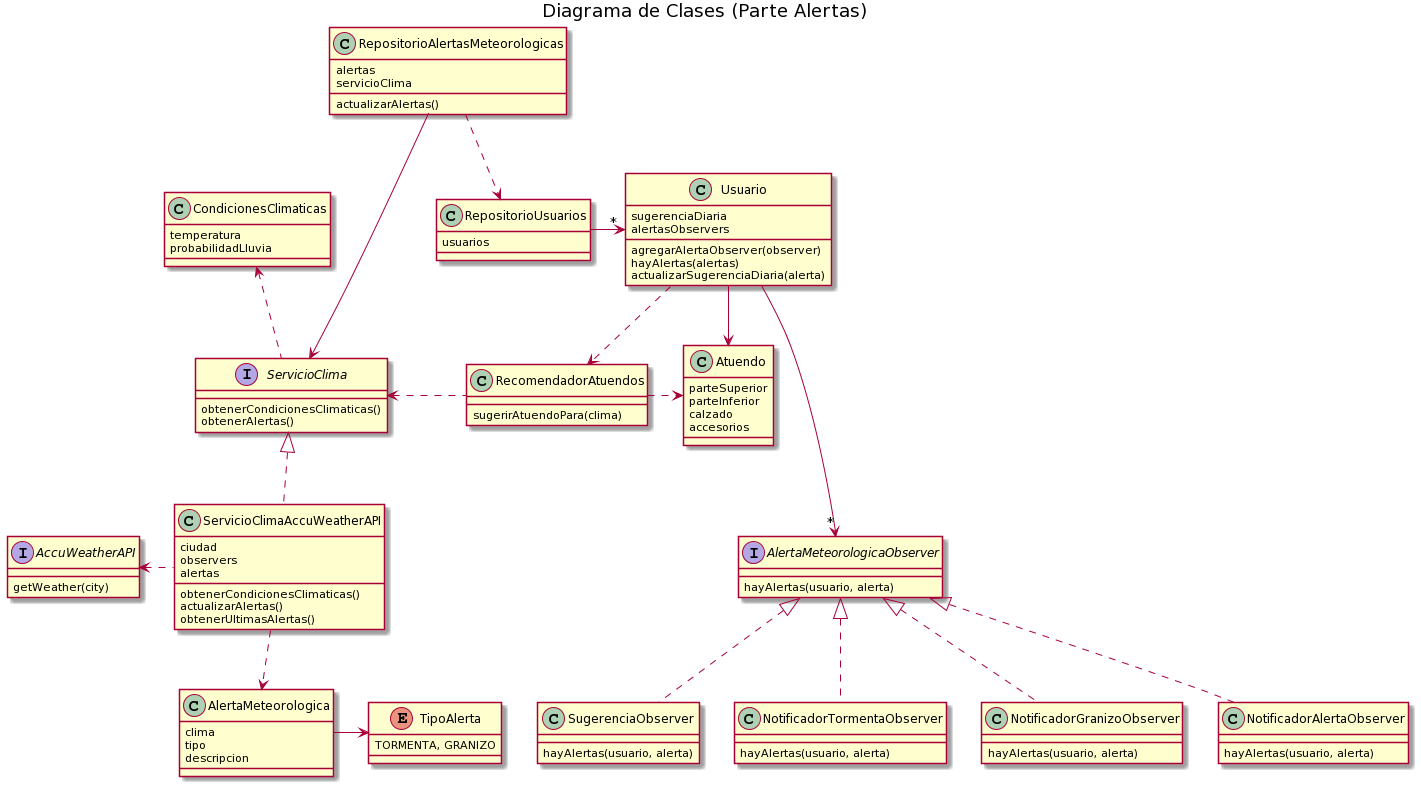 Diagrama de Clases (Parte Alertas)
C RepositorioAlertasMeteorologicas
alertas
servicioClima
actualizarAlertas()
C CondicionesClimaticas
temperatura
probabilidadLluvia
C RepositorioUsuarios
usuarios
*
C Usuario
sugerenciaDiaria
alertasObservers
agregarAlertaObserver(observer)
hayAlertas(alertas)
actualizarSugerenciaDiaria(alerta)
I ServicioClima
obtenerCondicionesClimaticas()
obtenerAlertas()
C RecomendadorAtuendos
sugerirAtuendoPara(clima)
C Atuendo
parteSuperior
parteInferior
calzado
accesorios
I AccuWeatherAPI
getWeather(city)
C ServicioClimaAccuWeatherAPI
ciudad
observers
alertas
obtenerCondicionesClimaticas()
actualizarAlertas()
obtenerUltimasAlertas()
*
I AlertaMeteorologicaObserver
hayAlertas(usuario, alerta)
C AlertaMeteorologica
clima
tipo
descripcion
E TipoAlerta
TORMENTA, GRANIZO
C SugerenciaObserver
hayAlertas(usuario, alerta)
C NotificadorTormentaObserver
hayAlertas(usuario, alerta)
C NotificadorGranizoObserver
hayAlertas(usuario, alerta)
C NotificadorAlertaObserver
hayAlertas(usuario, alerta)